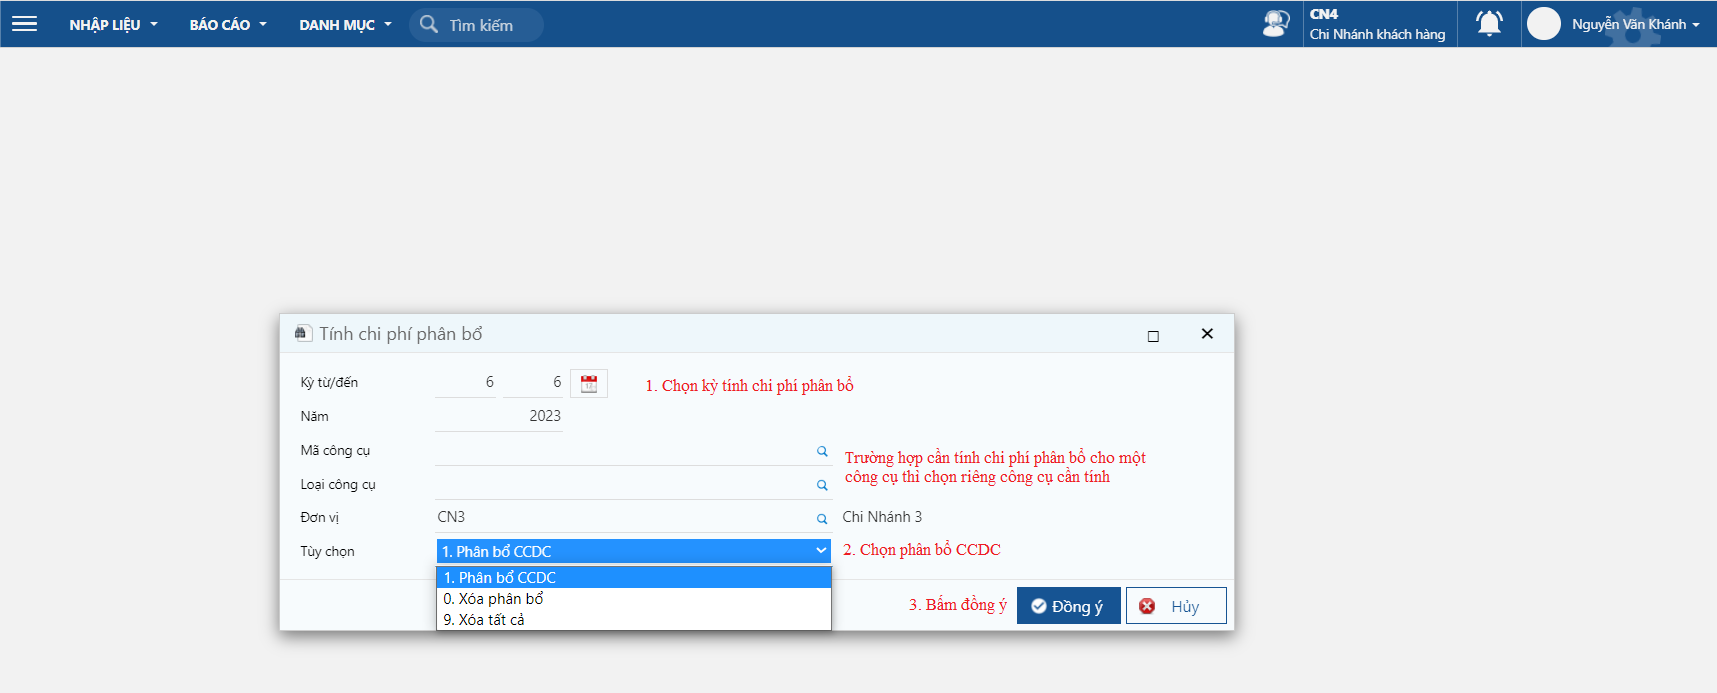 NHẬP LIỆU
BÁO CÁO
DANH MỤC
Tìm kiếm
CN4
Chi Nhánh khách hàng
Nguyễn Văn Khánh
Tính chi phí phân bổ
Kỳ từ/đến
6
6
1. Chọn kỳ tính chi phí phân bổ
Năm
2023
Mã công cụ
Trường hợp cần tính chi phí phân bổ cho một
công cụ thì chọn riêng công cụ cần tính
Loại công cụ
Đơn vị
CN3
Chi Nhánh 3
Tùy chọn
1. Phân bổ CCDC
2. Chọn phân bổ CCDC
1. Phân bổ CCDC
0. Xóa phân bổ
9. Xóa tất cả
3. Bấm đồng ý
Đồng ý
Hủy